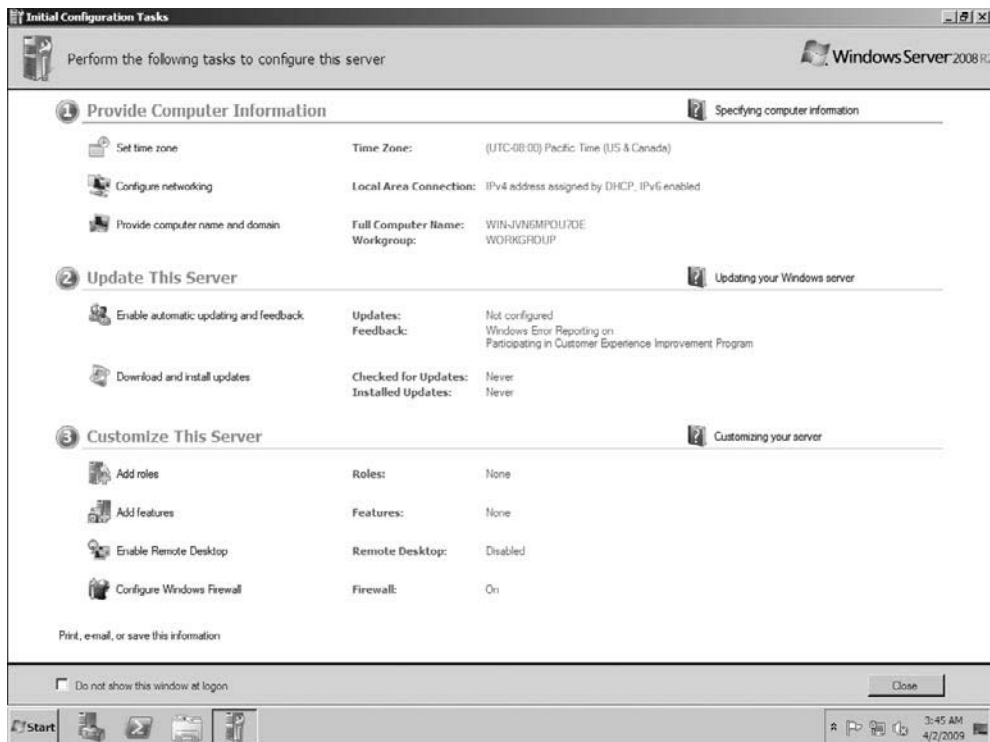 Initial Configuration Tasks
Perform the following tasks to configure this server
Windows Server 2008 R2
1 Provide Computer Information
Specifying computer information
Set time zone
Time Zone: (UTC-08:00) Pacific Time (US & Canada)
Configure networking
Local Area Connection: IPv4 address assigned by DHCP, IPv6 enabled
Provide computer name and domain
Full Computer Name: WIN-JVN6MPOU7DE
Workgroup: WORKGROUP
2 Update This Server
Updating your Windows server
Enable automatic updating and feedback
Updates: Not configured
Feedback: Windows Error Reporting on
Participating in Customer Experience Improvement Program
Download and install updates
Checked for Updates: Never
Installed Updates: Never
3 Customize This Server
Customizing your server
Add roles
Roles: None
Add features
Features: None
Enable Remote Desktop
Remote Desktop: Disabled
Configure Windows Firewall
Firewall: On
Print, e-mail, or save this information
Do not show this window at logon
Close
Start
3:45 AM
4/2/2009